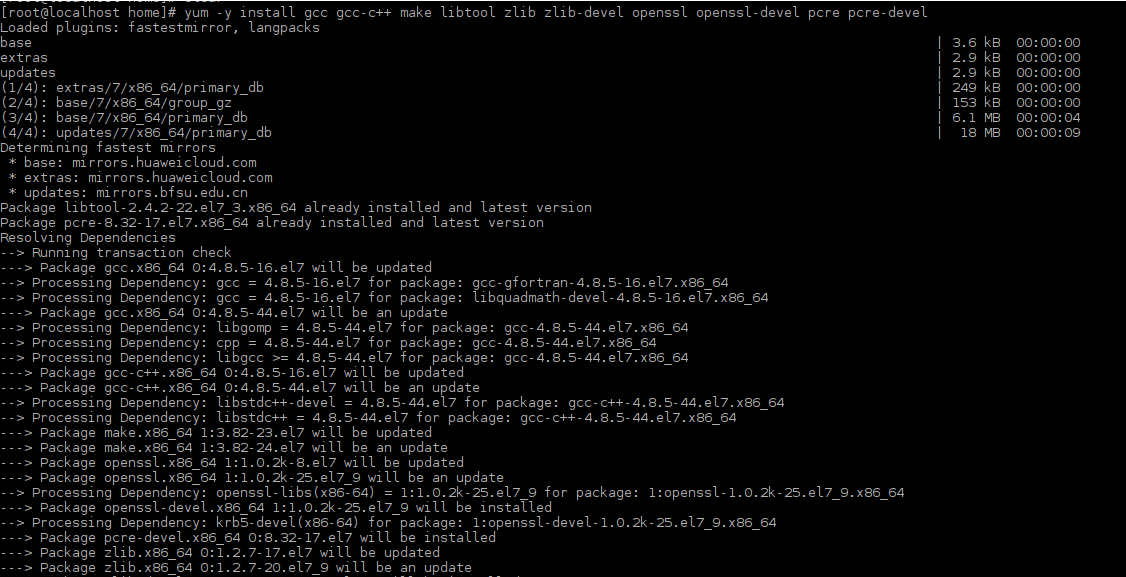 [root@localhost home]# yum -y install gcc gcc-c++ make libtool zlib zlib-devel openssl openssl-devel pcre pcre-devel
Loaded plugins: fastestmirror, langpacks
base | 3.6 kB 00:00:00
extras | 2.9 kB 00:00:00
updates | 2.9 kB 00:00:00
(1/4): extras/7/x86_64/primary_db | 249 kB 00:00:00
(2/4): base/7/x86_64/group_gz | 153 kB 00:00:00
(3/4): base/7/x86_64/primary_db | 6.1 MB 00:00:04
(4/4): updates/7/x86_64/primary_db | 18 MB 00:00:09
Determining fastest mirrors
* base: mirrors.huaweicloud.com
* extras: mirrors.huaweicloud.com
* updates: mirrors.bfsu.edu.cn
Package libtool-2.4.2-22.el7_3.x86_64 already installed and latest version
Package pcre-8.32-17.el7.x86_64 already installed and latest version
Resolving Dependencies
--> Running transaction check
---> Package gcc.x86_64 0:4.8.5-16.el7 will be updated
--> Processing Dependency: gcc = 4.8.5-16.el7 for package: gcc-gfortran-4.8.5-16.el7.x86_64
--> Processing Dependency: gcc = 4.8.5-16.el7 for package: libquadmath-devel-4.8.5-16.el7.x86_64
---> Package gcc.x86_64 0:4.8.5-44.el7 will be an update
--> Processing Dependency: libgomp = 4.8.5-44.el7 for package: gcc-4.8.5-44.el7.x86_64
--> Processing Dependency: cpp = 4.8.5-44.el7 for package: gcc-4.8.5-44.el7.x86_64
--> Processing Dependency: libgcc >= 4.8.5-44.el7 for package: gcc-4.8.5-44.el7.x86_64
---> Package gcc-c++.x86_64 0:4.8.5-16.el7 will be updated
---> Package gcc-c++.x86_64 0:4.8.5-44.el7 will be an update
--> Processing Dependency: libstdc++-devel = 4.8.5-44.el7 for package: gcc-c++-4.8.5-44.el7.x86_64
--> Processing Dependency: libstdc++ = 4.8.5-44.el7 for package: gcc-c++-4.8.5-44.el7.x86_64
---> Package make.x86_64 1:3.82-23.el7 will be updated
---> Package make.x86_64 1:3.82-24.el7 will be an update
---> Package openssl.x86_64 1:1.0.2k-8.el7 will be updated
---> Package openssl.x86_64 1:1.0.2k-25.el7_9 will be an update
--> Processing Dependency: openssl-libs(x86-64) = 1:1.0.2k-25.el7_9 for package: 1:openssl-1.0.2k-25.el7_9.x86_64
---> Package openssl-devel.x86_64 1:1.0.2k-25.el7_9 will be installed
--> Processing Dependency: krb5-devel(x86-64) for package: 1:openssl-devel-1.0.2k-25.el7_9.x86_64
---> Package pcre-devel.x86_64 0:8.32-17.el7 will be installed
---> Package zlib.x86_64 0:1.2.7-17.el7 will be updated
---> Package zlib.x86_64 0:1.2.7-20.el7_9 will be an update